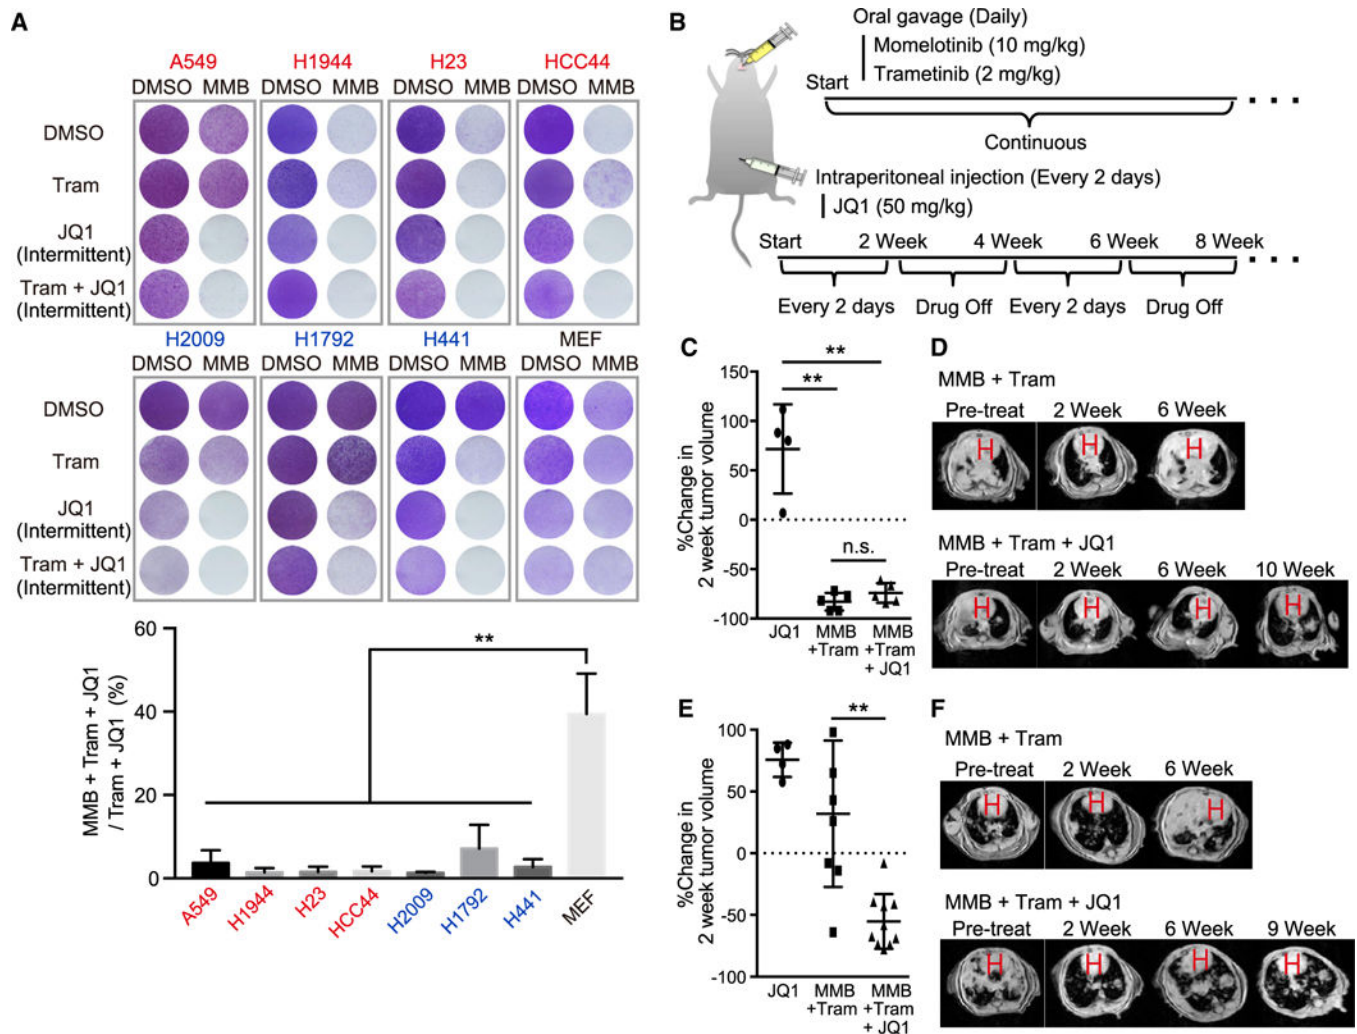 A
A549 H1944 H23 HCC44
DMSO MMB DMSO MMB DMSO MMB DMSO MMB
DMSO
Tram
JQ1
(Intermittent)
Tram + JQ1
(Intermittent)
H2009 H1792 H441 MEF
DMSO MMB DMSO MMB DMSO MMB DMSO MMB
DMSO
Tram
JQ1
(Intermittent)
Tram + JQ1
(Intermittent)
MMB + Tram + JQ1
/ Tram + JQ1 (%)
60
40
20
0
**
A549 H1944 H23 HCC44 H2009 H1792 H441 MEF
B
Oral gavage (Daily)
Momelotinib (10 mg/kg)
Trametinib (2 mg/kg)
Start
Continuous
Intraperitoneal injection (Every 2 days)
JQ1 (50 mg/kg)
Start 2 Week 4 Week 6 Week 8 Week
Every 2 days Drug Off Every 2 days Drug Off
C
%Change in
2 week tumor volume
150
100
50
0
-50
-100
**
**
n.s.
JQ1 MMB MMB
+Tram +Tram
+ JQ1
D
MMB + Tram
Pre-treat 2 Week 6 Week
H H H
MMB + Tram + JQ1
Pre-treat 2 Week 6 Week 10 Week
H H H H
E
%Change in
2 week tumor volume
100
50
0
-50
-100
**
JQ1 MMB MMB
+Tram +Tram
+ JQ1
F
MMB + Tram
Pre-treat 2 Week 6 Week
H H H
MMB + Tram + JQ1
Pre-treat 2 Week 6 Week 9 Week
H H H H